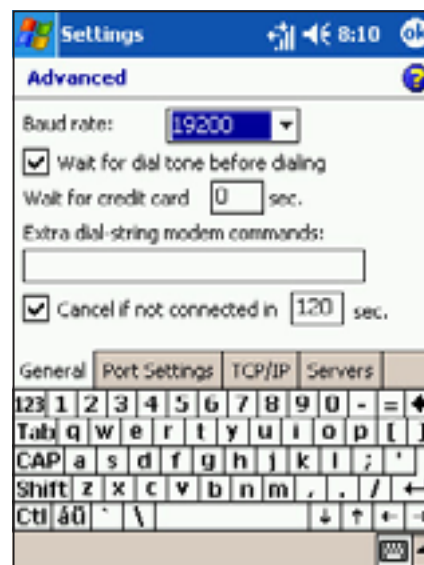 Settings 8:10 ok
Advanced ?
Baud rate: 19200
Wait for dial tone before dialing
Wait for credit card 0 sec.
Extra dial-string modem commands:
Cancel if not connected in 120 sec.
General Port Settings TCP/IP Servers
123 1 2 3 4 5 6 7 8 9 0 - =
Tab q w e r t y u i o p [ ]
CAP a s d f g h j k l ; '
Shift z x c v b n m , . /
Ctl áü ` \